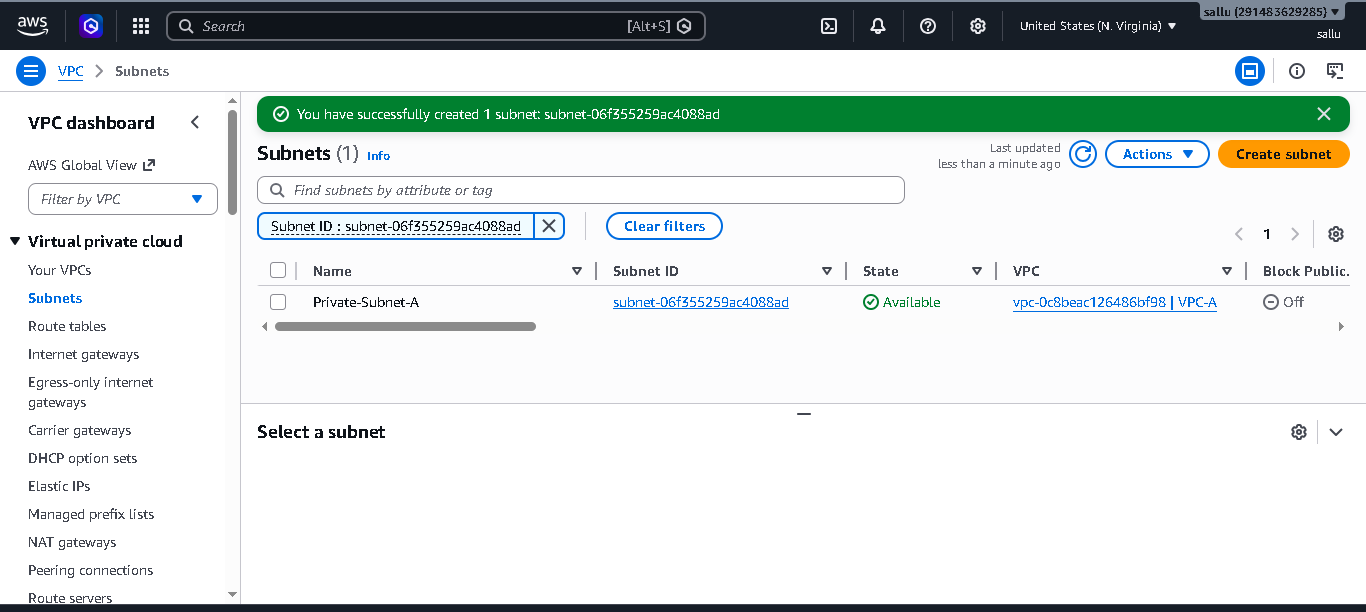 aws
Search [Alt+S]
United States (N. Virginia)
sallu (291483629285)
sallu
VPC Subnets
VPC dashboard
AWS Global View
Filter by VPC
Virtual private cloud
Your VPCs
Subnets
Route tables
Internet gateways
Egress-only internet
gateways
Carrier gateways
DHCP option sets
Elastic IPs
Managed prefix lists
NAT gateways
Peering connections
Route servers
You have successfully created 1 subnet: subnet-06f355259ac4088ad
Subnets (1) Info
Last updated
less than a minute ago
Actions
Create subnet
Find subnets by attribute or tag
Subnet ID : subnet-06f355259ac4088ad
Clear filters
1
Name Subnet ID State VPC Block Public.
Private-Subnet-A subnet-06f355259ac4088ad Available vpc-0c8beac126486bf98 | VPC-A Off
Select a subnet